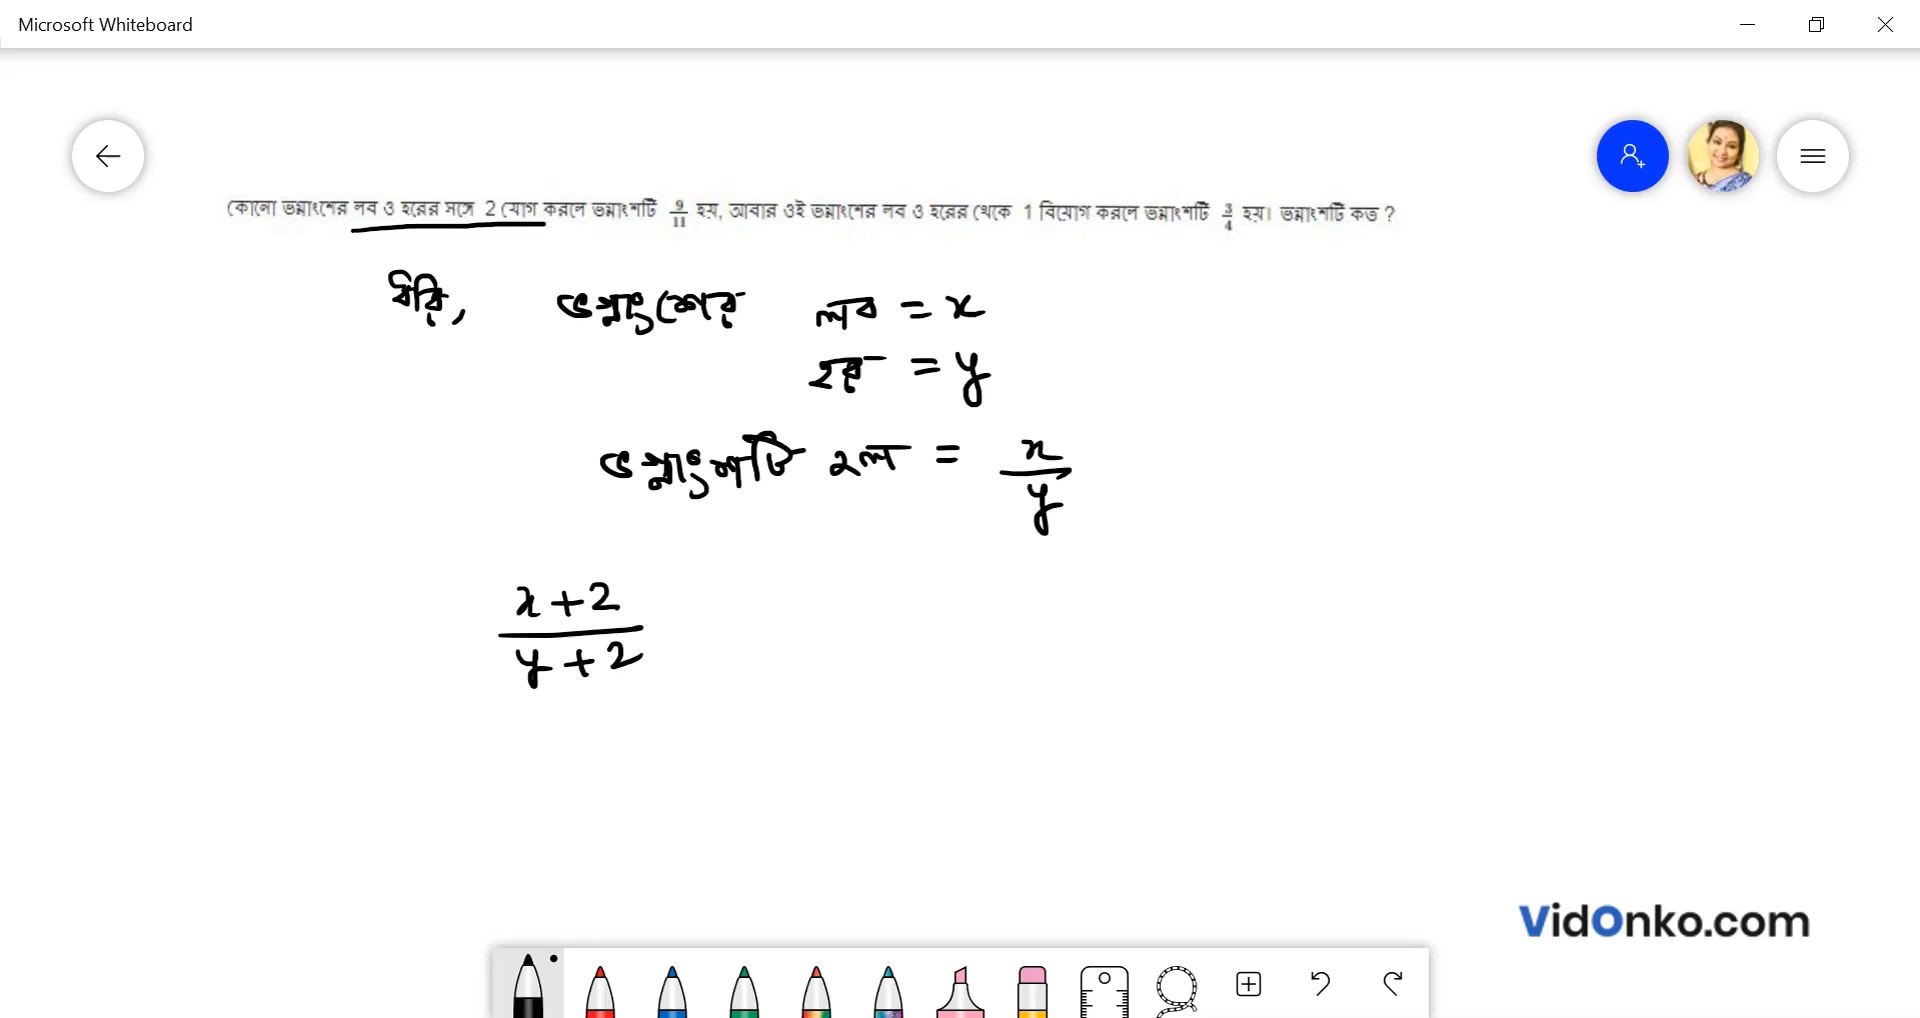 Microsoft Whiteboard
কোনো ভগ্নাংশের লব ও হরের সঙ্গে 2 যোগ করলে ভগ্নাংশটি 9/11 হয়, আবার ওই ভগ্নাংশের লব ও হরের থেকে 1 বিয়োগ করলে ভগ্নাংশটি 3/4 হয়। ভগ্নাংশটি কত ?
ধরি, ভগ্নাংশের লব = x
হর = y
ভগ্নাংশটি হল = x/y
x + 2
y + 2
VidOnko.com